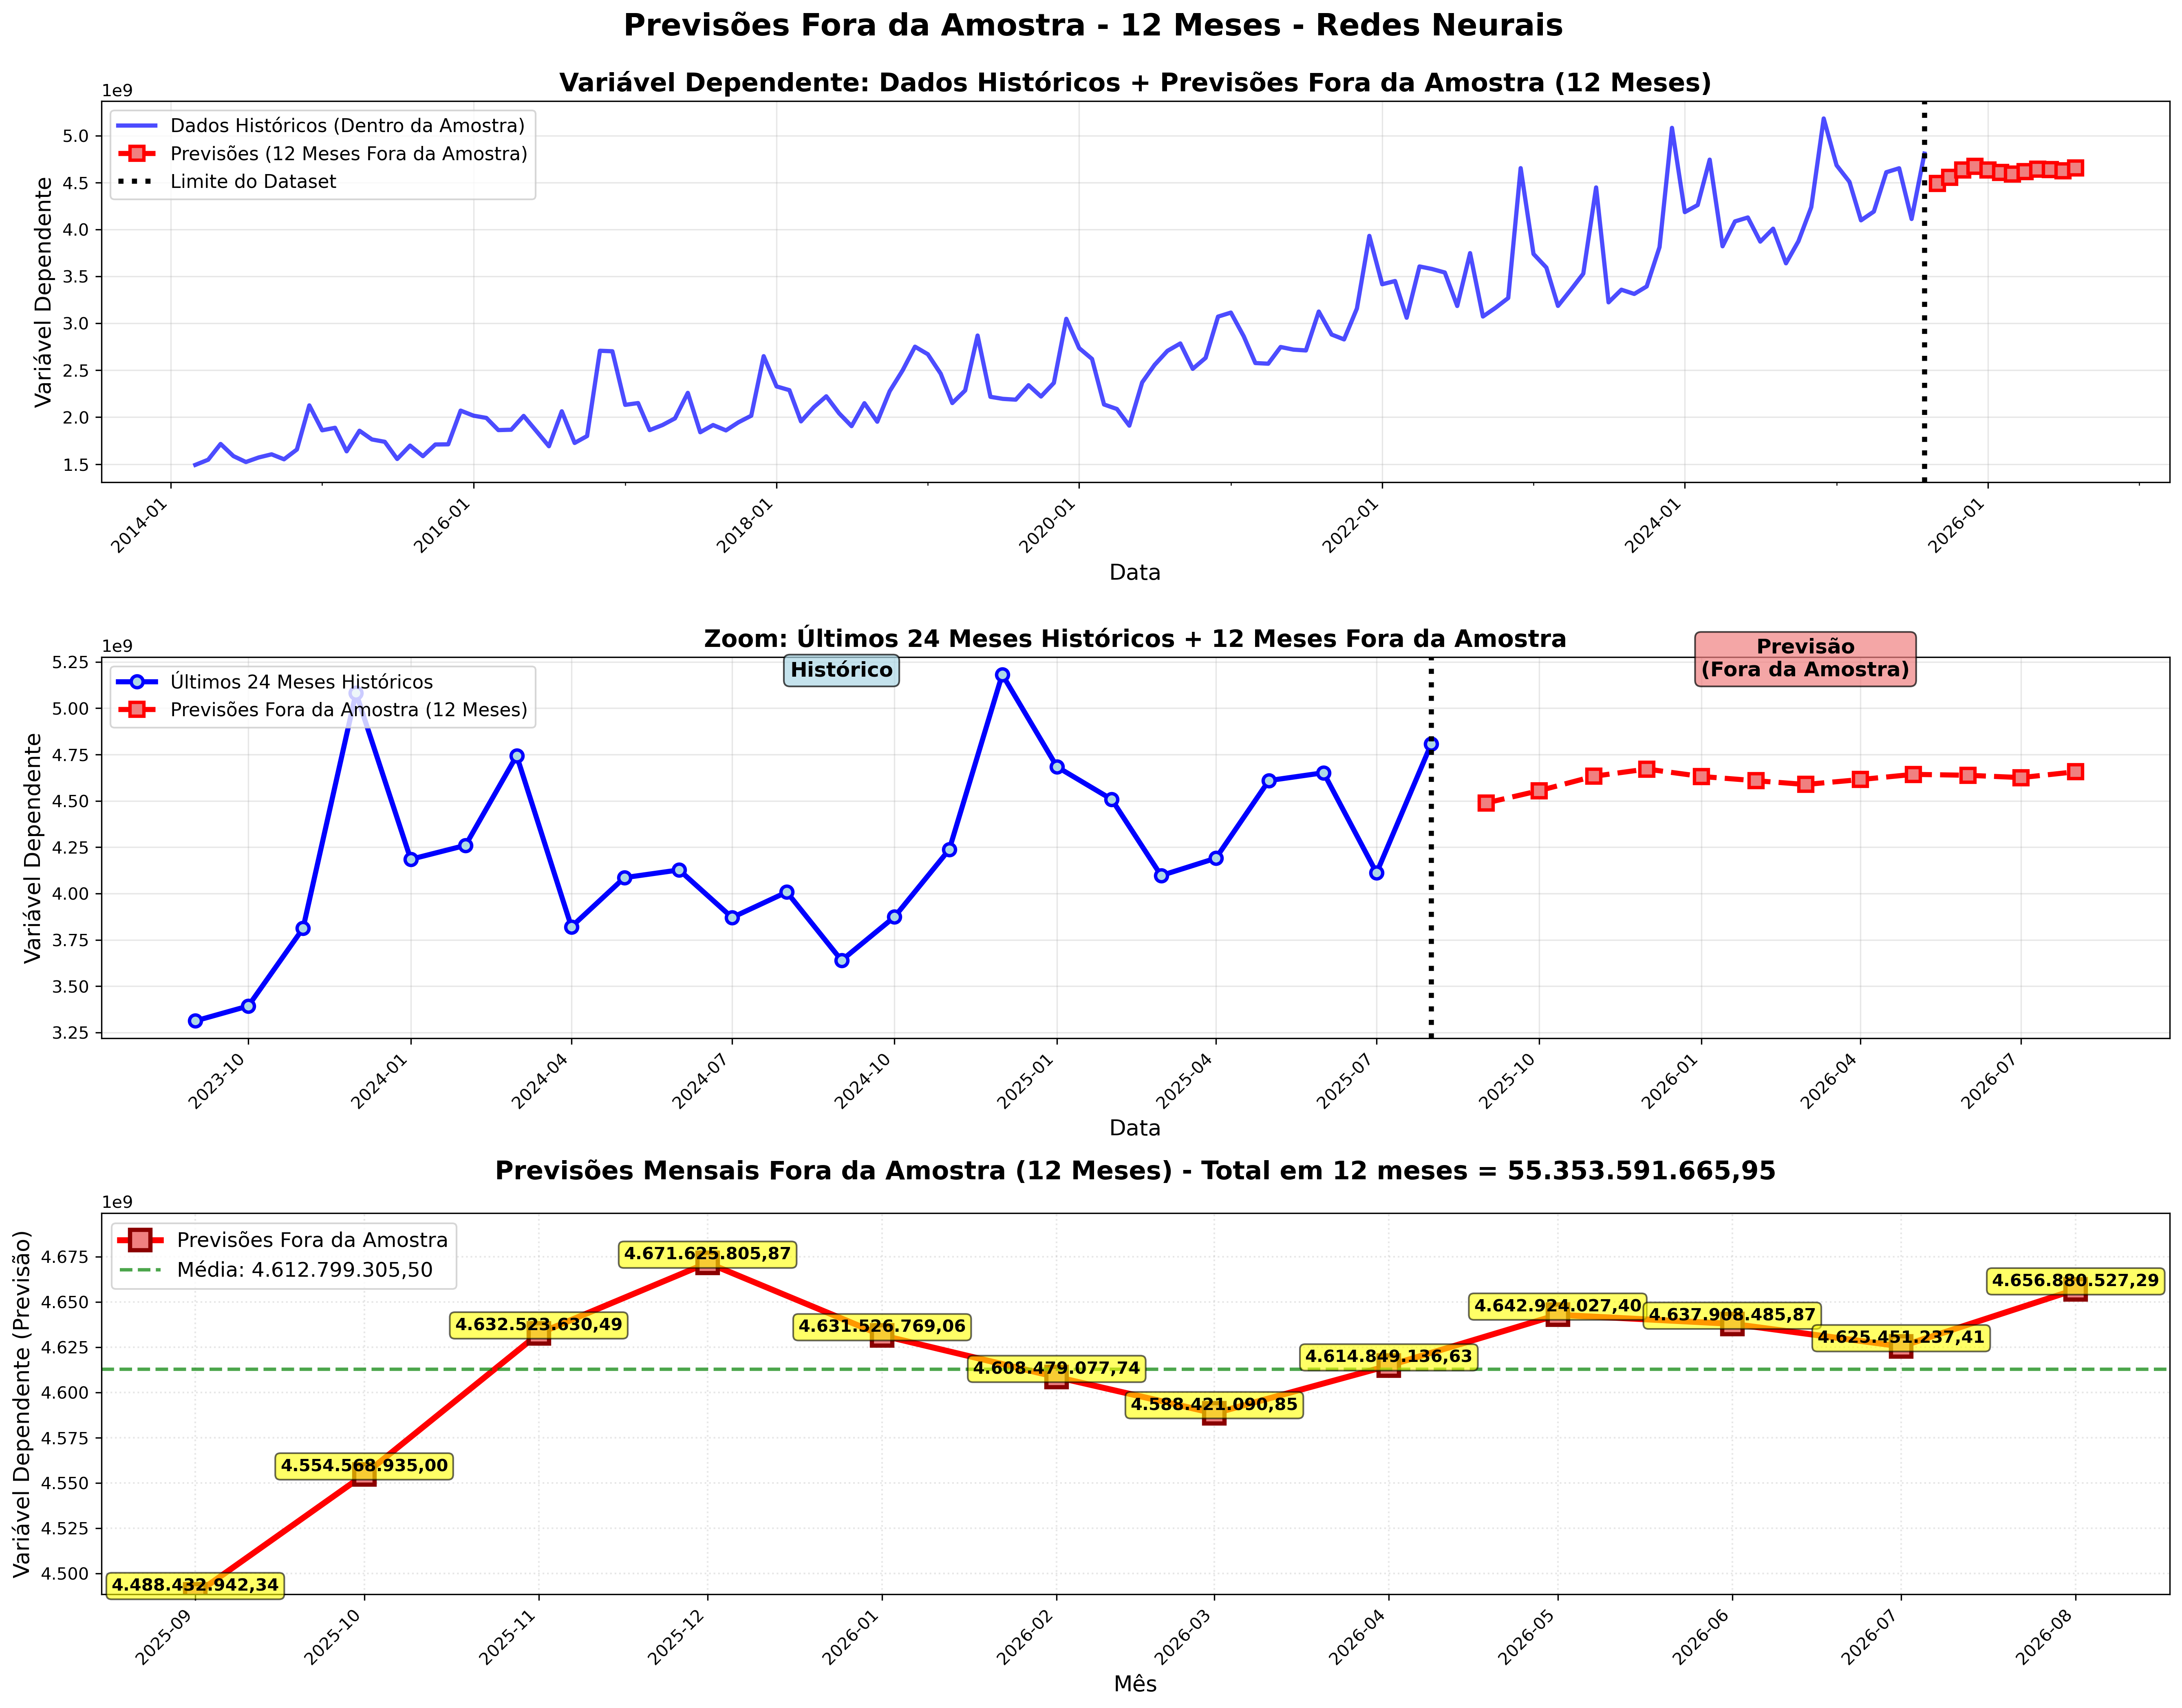 Previsões Fora da Amostra - 12 Meses - Redes Neurais
Variável Dependente: Dados Históricos + Previsões Fora da Amostra (12 Meses)
1e9
Dados Históricos (Dentro da Amostra)
Previsões (12 Meses Fora da Amostra)
Limite do Dataset
Variável Dependente
5.0
4.5
4.0
3.5
3.0
2.5
2.0
1.5
2014-01
2016-01
2018-01
2020-01
2022-01
2024-01
2026-01
Data
Zoom: Últimos 24 Meses Históricos + 12 Meses Fora da Amostra
1e9
Últimos 24 Meses Históricos
Previsões Fora da Amostra (12 Meses)
Histórico
Previsão
(Fora da Amostra)
Variável Dependente
5.25
5.00
4.75
4.50
4.25
4.00
3.75
3.50
3.25
2023-10
2024-01
2024-04
2024-07
2024-10
2025-01
2025-04
2025-07
2025-10
2026-01
2026-04
2026-07
Data
Previsões Mensais Fora da Amostra (12 Meses) - Total em 12 meses = 55.353.591.665,95
1e9
Previsões Fora da Amostra
Média: 4.612.799.305,50
Variável Dependente (Previsão)
4.675
4.650
4.625
4.600
4.575
4.550
4.525
4.500
4.488.432.942,34
4.554.568.935,00
4.632.523.630,49
4.671.625.805,87
4.631.526.769,06
4.608.479.077,74
4.588.421.090,85
4.614.849.136,63
4.642.924.027,40
4.637.908.485,87
4.625.451.237,41
4.656.880.527,29
2025-09
2025-10
2025-11
2025-12
2026-01
2026-02
2026-03
2026-04
2026-05
2026-06
2026-07
2026-08
Mês